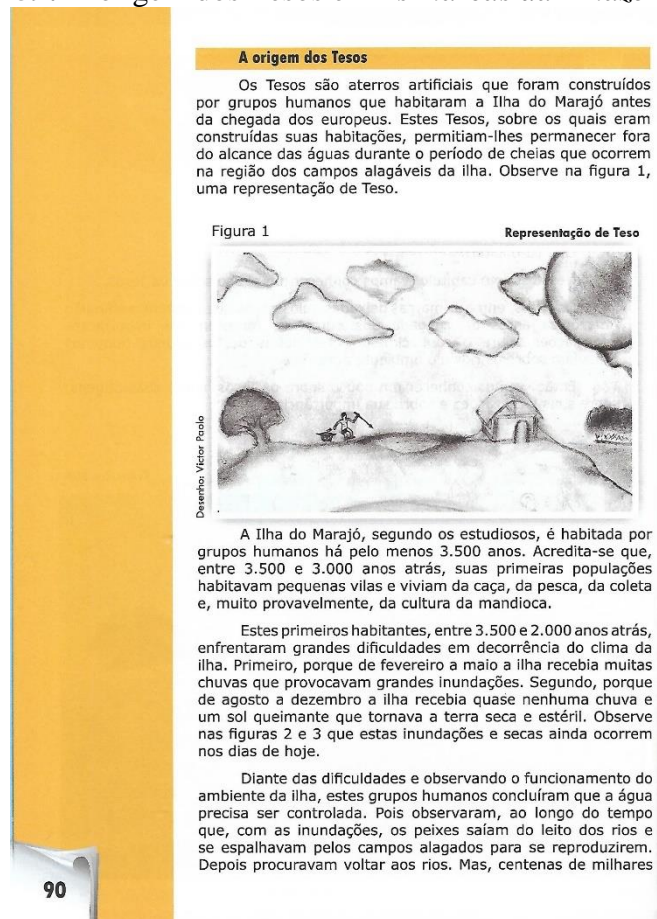 A origem dos Tesos
Os Tesos são aterros artificiais que foram construídos
por grupos humanos que habitaram a Ilha do Marajó antes
da chegada dos europeus. Estes Tesos, sobre os quais eram
construídas suas habitações, permitiam-lhes permanecer fora
do alcance das águas durante o período de cheias que ocorrem
na região dos campos alagáveis da ilha. Observe na figura 1,
uma representação de Teso.
Figura 1
Representação de Teso
Desenho: Victor Paolo
A Ilha do Marajó, segundo os estudiosos, é habitada por
grupos humanos há pelo menos 3.500 anos. Acredita-se que,
entre 3.500 e 3.000 anos atrás, suas primeiras populações
habitavam pequenas vilas e viviam da caça, da pesca, da coleta
e, muito provavelmente, da cultura da mandioca.
Estes primeiros habitantes, entre 3.500 e 2.000 anos atrás,
enfrentaram grandes dificuldades em decorrência do clima da
ilha. Primeiro, porque de fevereiro a maio a ilha recebia muitas
chuvas que provocavam grandes inundações. Segundo, porque
de agosto a dezembro a ilha recebia quase nenhuma chuva e
um sol queimante que tornava a terra seca e estéril. Observe
nas figuras 2 e 3 que estas inundações e secas ainda ocorrem
nos dias de hoje.
Diante das dificuldades e observando o funcionamento do
ambiente da ilha, estes grupos humanos concluíram que a água
precisa ser controlada. Pois observaram, ao longo do tempo
que, com as inundações, os peixes saíam do leito dos rios e
se espalhavam pelos campos alagados para se reproduzirem.
Depois procuravam voltar aos rios. Mas, centenas de milhares
90